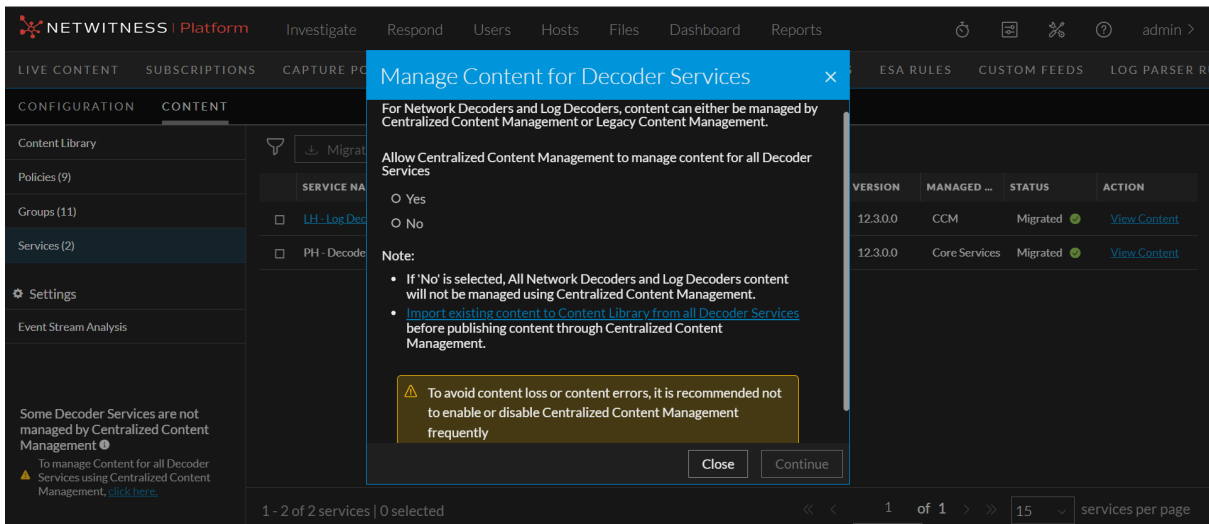 NETWITNESS | Platform Investigate Respond Users Hosts Files Dashboard Reports admin >
LIVE CONTENT SUBSCRIPTIONS CAPTURE ESA RULES CUSTOM FEEDS LOG PARSER
CONFIGURATION CONTENT
Content Library
Policies (9)
Groups (11)
Services (2)
Settings
Event Stream Analysis
Some Decoder Services are not
managed by Centralized Content
Management
To manage Content for all Decoder
Services using Centralized Content
Management, click here.
Migrat
SERVICE NA VERSION MANAGED ... STATUS ACTION
LH - Log Dec 12.3.0.0 CCM Migrated View Content
PH - Decode 12.3.0.0 Core Services Migrated View Content
1 - 2 of 2 services | 0 selected << < 1 of 1 > >> 15 services per page
Manage Content for Decoder Services ×
For Network Decoders and Log Decoders, content can either be managed by
Centralized Content Management or Legacy Content Management.
Allow Centralized Content Management to manage content for all Decoder
Services
Yes
No
Note:
• If 'No' is selected, All Network Decoders and Log Decoders content
will not be managed using Centralized Content Management.
• Import existing content to Content Library from all Decoder Services
before publishing content through Centralized Content
Management.
To avoid content loss or content errors, it is recommended not
to enable or disable Centralized Content Management
frequently
Close Continue